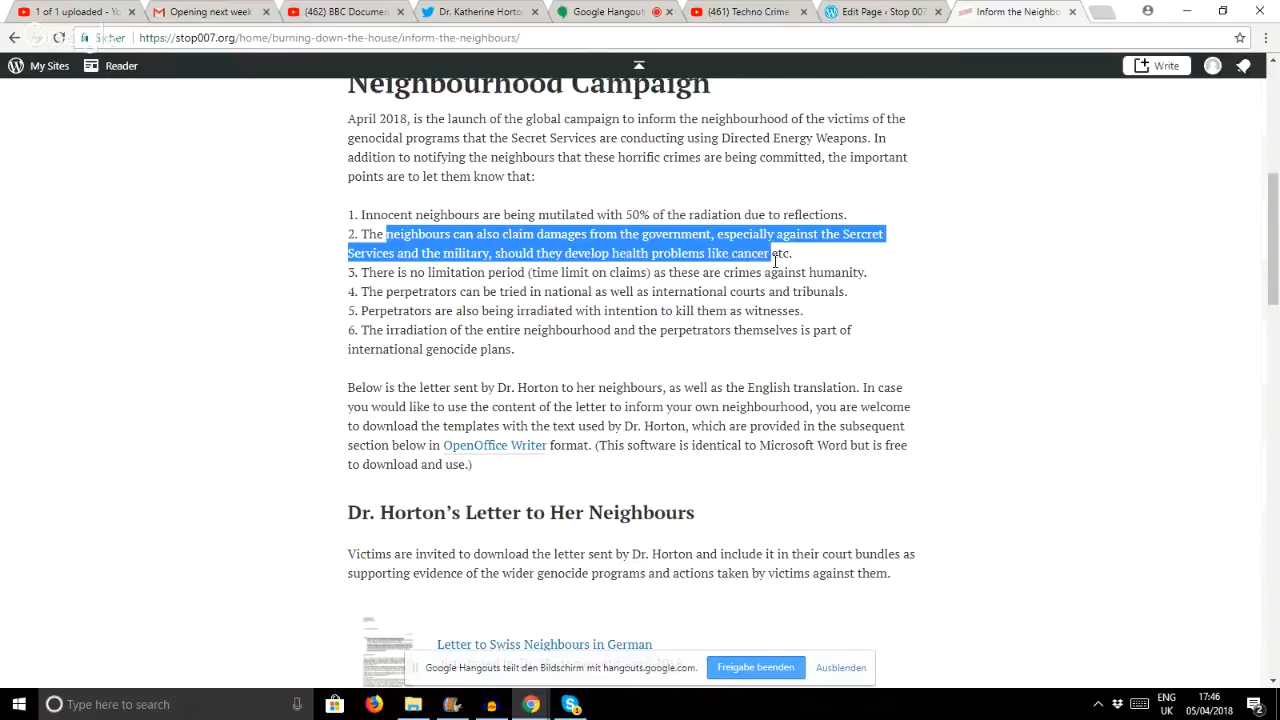 1 of 1 uploaded - Yo
Opening next week
(462) BBC Documen
Dr. Katherine Horto
Google Hangout
(461) Techno Crime
Edit Page ‹ Stop 007
Inform the Neighbo
https://stop007.org/home/burning-down-the-house/inform-the-neighbours/
My Sites
Reader
Write
Neighbourhood Campaign
April 2018, is the launch of the global campaign to inform the neighbourhood of the victims of the
genocidal programs that the Secret Services are conducting using Directed Energy Weapons. In
addition to notifying the neighbours that these horrific crimes are being committed, the important
points are to let them know that:
1. Innocent neighbours are being mutilated with 50% of the radiation due to reflections.
2. The neighbours can also claim damages from the government, especially against the Sercret
Services and the military, should they develop health problems like cancer etc.
3. There is no limitation period (time limit on claims) as these are crimes against humanity.
4. The perpetrators can be tried in national as well as international courts and tribunals.
5. Perpetrators are also being irradiated with intention to kill them as witnesses.
6. The irradiation of the entire neighbourhood and the perpetrators themselves is part of
international genocide plans.
Below is the letter sent by Dr. Horton to her neighbours, as well as the English translation. In case
you would like to use the content of the letter to inform your own neighbourhood, you are welcome
to download the templates with the text used by Dr. Horton, which are provided in the subsequent
section below in OpenOffice Writer format. (This software is identical to Microsoft Word but is free
to download and use.)
Dr. Horton's Letter to Her Neighbours
Victims are invited to download the letter sent by Dr. Horton and include it in their court bundles as
supporting evidence of the wider genocide programs and actions taken by victims against them.
Letter to Swiss Neighbours in German
Google Hangouts teilt den Bildschirm mit hangouts.google.com.
Freigabe beenden
Ausblenden
Type here to search
ENG
UK
17:46
05/04/2018
2